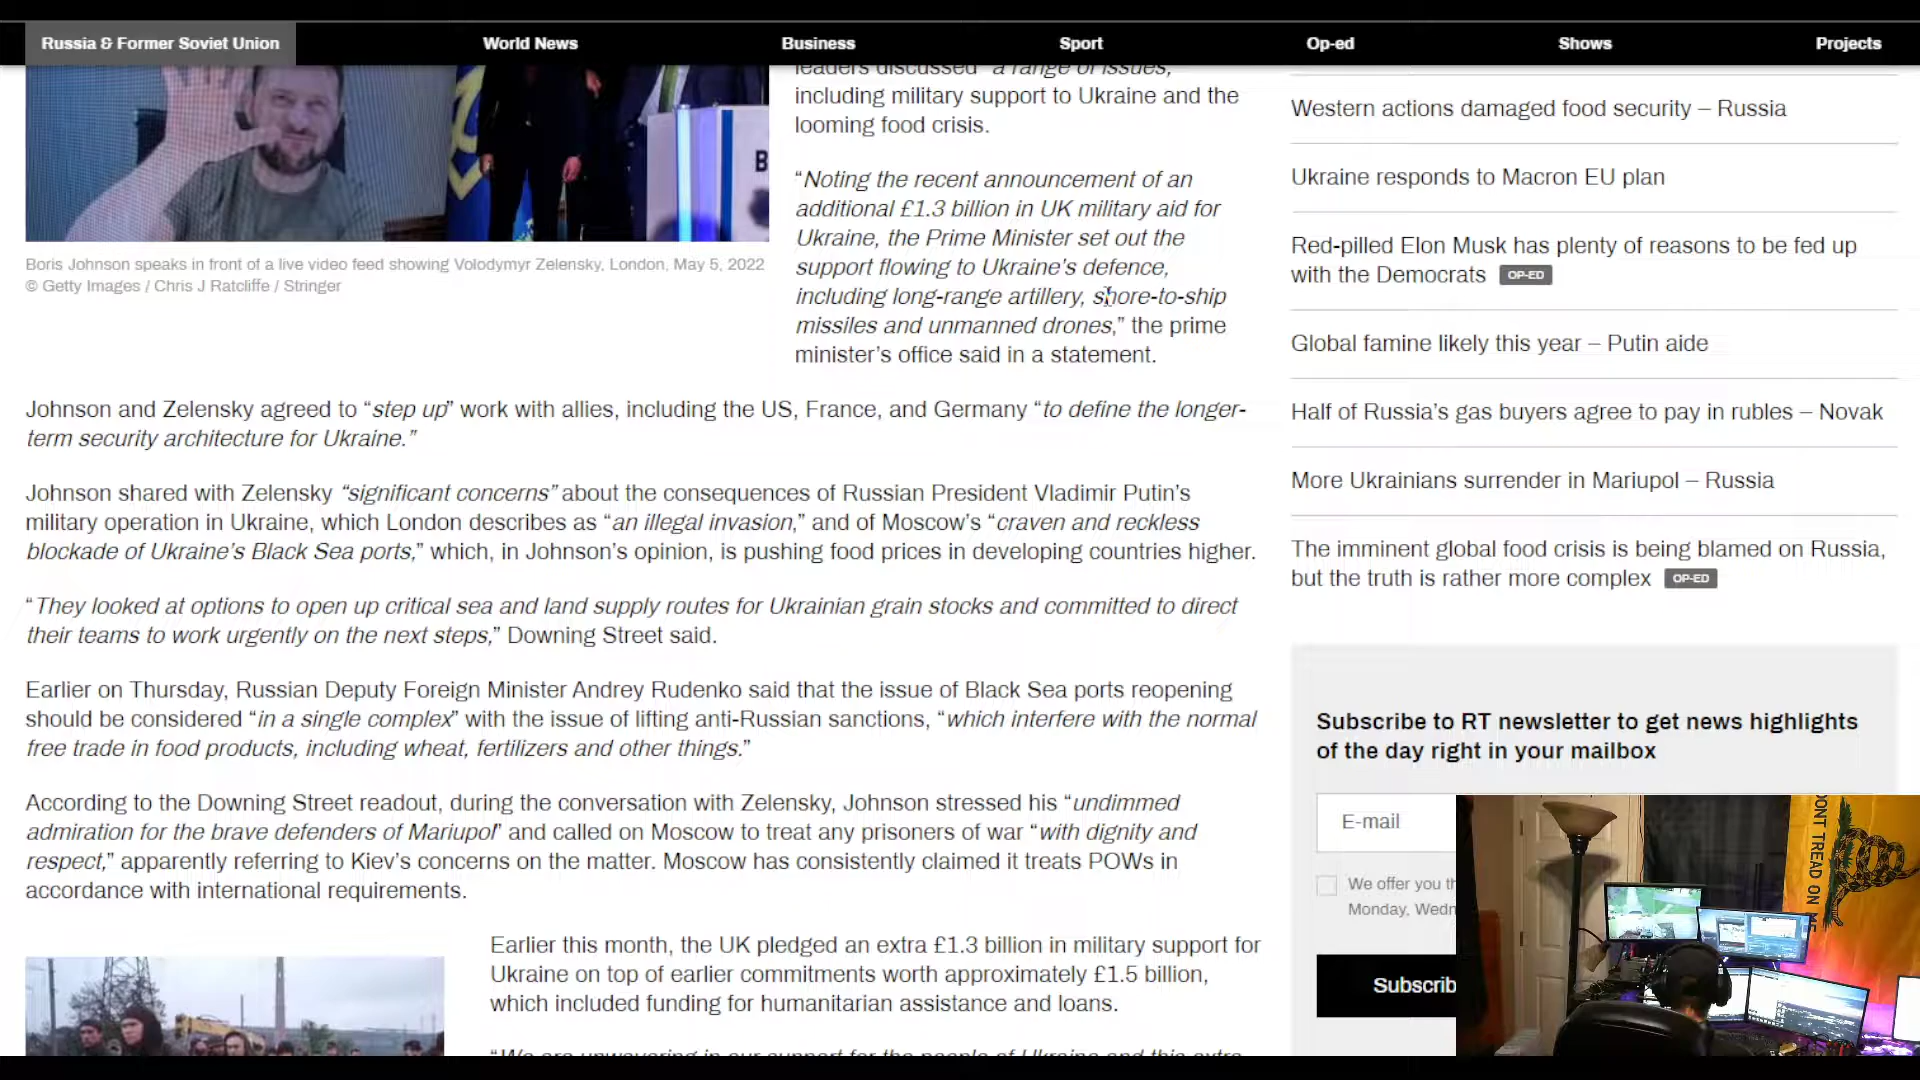 Russia & Former Soviet Union
World News
Business
Sport
Op-ed
Shows
Projects
leaders discussed "a range of issues,
including military support to Ukraine and the
looming food crisis.
B
Boris Johnson speaks in front of a live video feed showing Volodymyr Zelensky, London, May 5, 2022
© Getty Images / Chris J Ratcliffe / Stringer
“Noting the recent announcement of an
additional £1.3 billion in UK military aid for
Ukraine, the Prime Minister set out the
support flowing to Ukraine’s defence,
including long-range artillery, shore-to-ship
missiles and unmanned drones,” the prime
minister’s office said in a statement.
Johnson and Zelensky agreed to “step up” work with allies, including the US, France, and Germany “to define the longer-
term security architecture for Ukraine.”
Johnson shared with Zelensky “significant concerns” about the consequences of Russian President Vladimir Putin’s
military operation in Ukraine, which London describes as “an illegal invasion,” and of Moscow’s “craven and reckless
blockade of Ukraine’s Black Sea ports,” which, in Johnson’s opinion, is pushing food prices in developing countries higher.
“They looked at options to open up critical sea and land supply routes for Ukrainian grain stocks and committed to direct
their teams to work urgently on the next steps,” Downing Street said.
Earlier on Thursday, Russian Deputy Foreign Minister Andrey Rudenko said that the issue of Black Sea ports reopening
should be considered “in a single complex” with the issue of lifting anti-Russian sanctions, “which interfere with the normal
free trade in food products, including wheat, fertilizers and other things.”
According to the Downing Street readout, during the conversation with Zelensky, Johnson stressed his “undimmed
admiration for the brave defenders of Mariupol” and called on Moscow to treat any prisoners of war “with dignity and
respect,” apparently referring to Kiev’s concerns on the matter. Moscow has consistently claimed it treats POWs in
accordance with international requirements.
Earlier this month, the UK pledged an extra £1.3 billion in military support for
Ukraine on top of earlier commitments worth approximately £1.5 billion,
which included funding for humanitarian assistance and loans.
“We are unwavering in our support for the people of Ukraine and this extra
Western actions damaged food security – Russia
Ukraine responds to Macron EU plan
Red-pilled Elon Musk has plenty of reasons to be fed up
with the Democrats OP-ED
Global famine likely this year – Putin aide
Half of Russia’s gas buyers agree to pay in rubles – Novak
More Ukrainians surrender in Mariupol – Russia
The imminent global food crisis is being blamed on Russia,
but the truth is rather more complex OP-ED
Subscribe to RT newsletter to get news highlights
of the day right in your mailbox
E-mail
We offer you th
Monday, Wedn
Subscrib
DONT TREAD ON ME